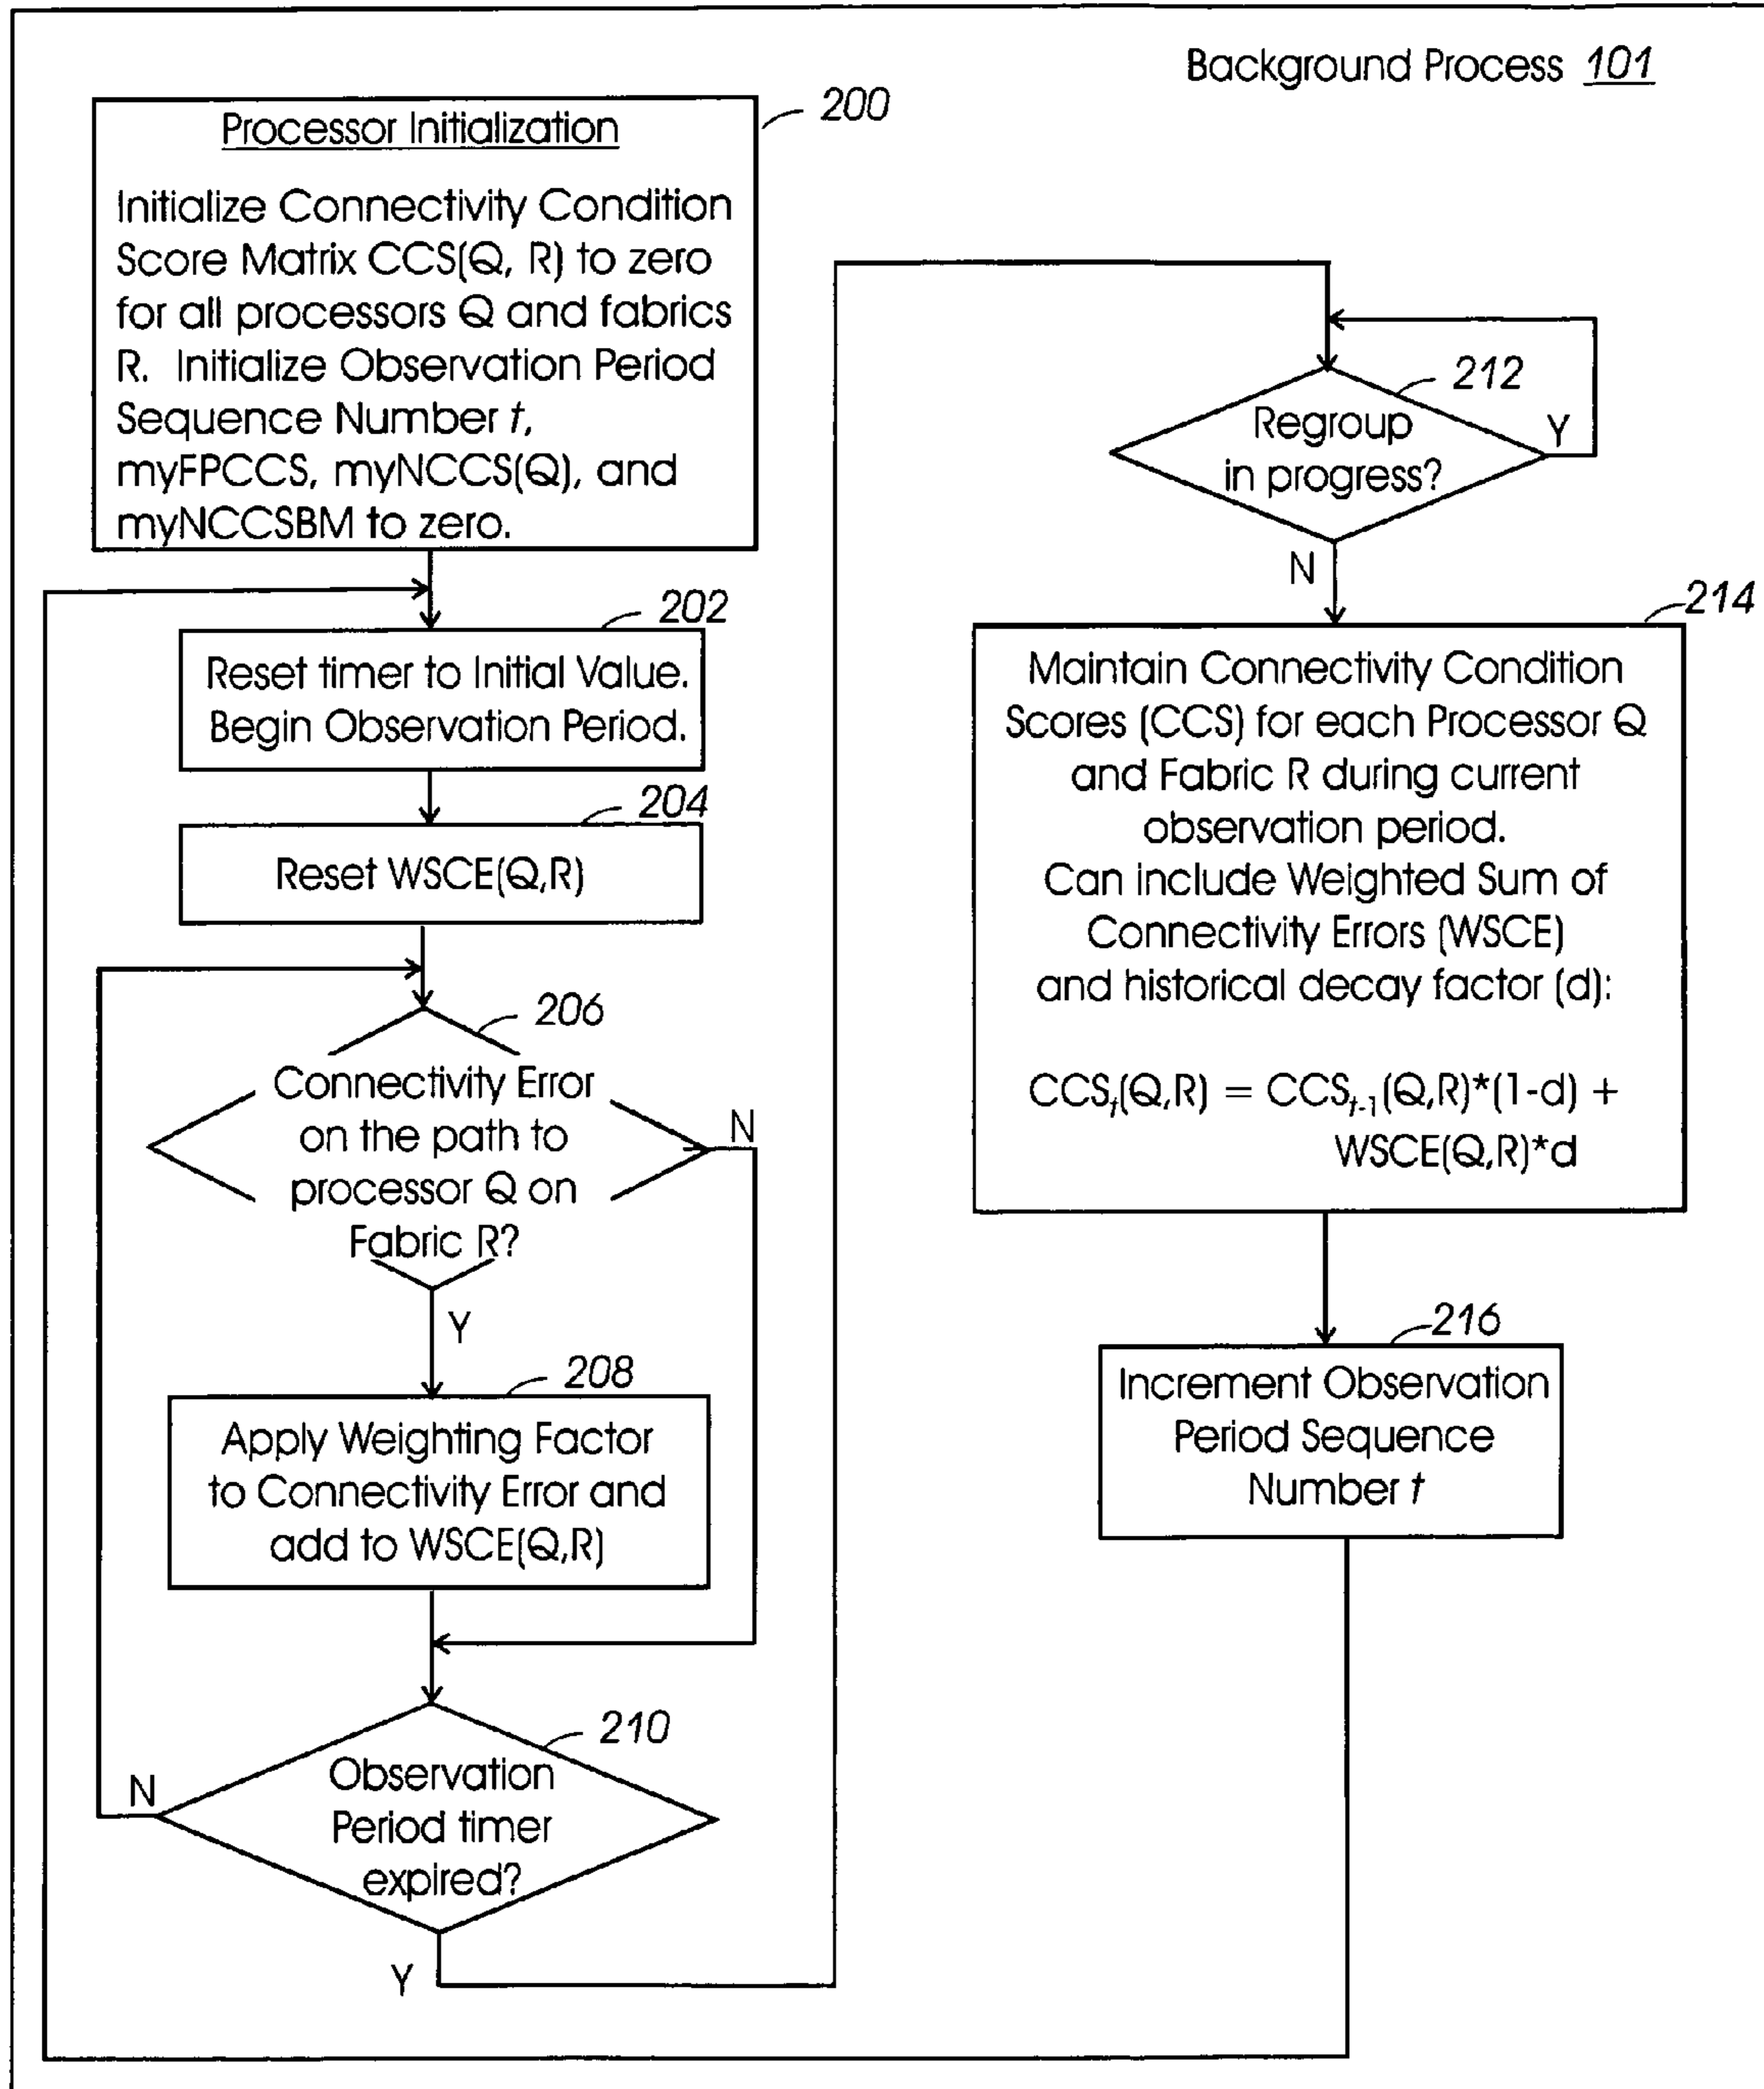 Background Process 101
200
Processor Initialization
Initialize Connectivity Condition
Score Matrix CCS(Q, R) to zero
for all processors Q and fabrics
R. Initialize Observation Period
Sequence Number t,
myFPCCS, myNCCS(Q), and
myNCCSBM to zero.
202
Reset timer to Initial Value.
Begin Observation Period.
204
Reset WSCE(Q,R)
206
Connectivity Error
on the path to
processor Q on
Fabric R?
N
Y
208
Apply Weighting Factor
to Connectivity Error and
add to WSCE(Q,R)
210
Observation
Period timer
expired?
N
Y
212
Regroup
in progress?
Y
N
214
Maintain Connectivity Condition
Scores (CCS) for each Processor Q
and Fabric R during current
observation period.
Can include Weighted Sum of
Connectivity Errors (WSCE)
and historical decay factor (d):
CCSt(Q,R) = CCSt-1(Q,R)*(1-d) +
WSCE(Q,R)*d
216
Increment Observation
Period Sequence
Number t